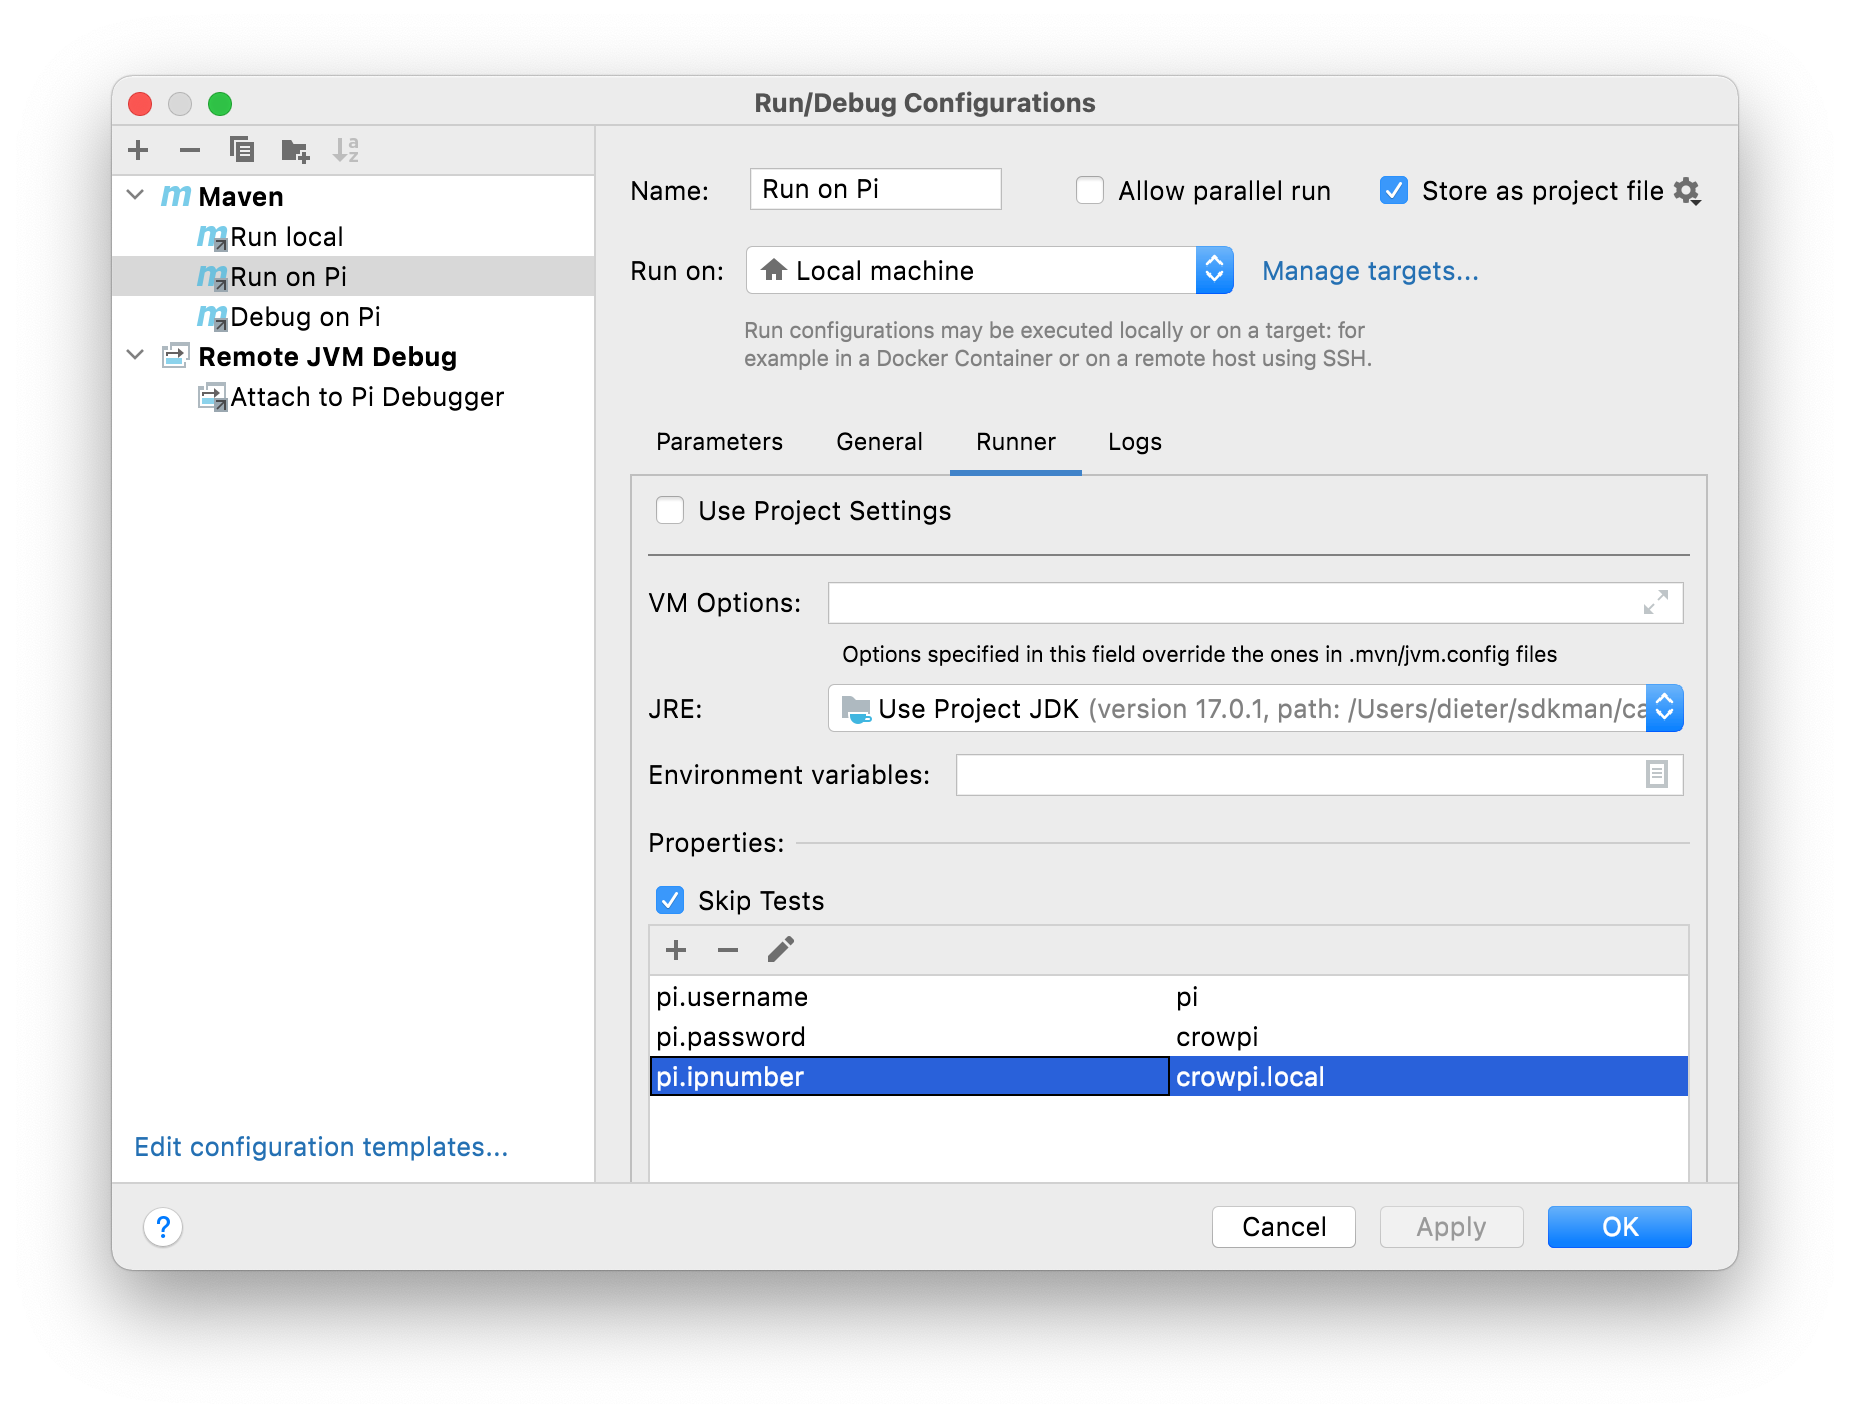 Run/Debug Configurations
Maven
Run local
Run on Pi
Debug on Pi
Remote JVM Debug
Attach to Pi Debugger
Edit configuration templates...
Name: Run on Pi Allow parallel run Store as project file
Run on: Local machine Manage targets...
Run configurations may be executed locally or on a target: for
example in a Docker Container or on a remote host using SSH.
Parameters General Runner Logs
Use Project Settings
VM Options:
Options specified in this field override the ones in .mvn/jvm.config files
JRE: Use Project JDK (version 17.0.1, path: /Users/dieter/sdkman/ca
Environment variables:
Properties:
Skip Tests
pi.username pi
pi.password crowpi
pi.ipnumber crowpi.local
? Cancel Apply OK